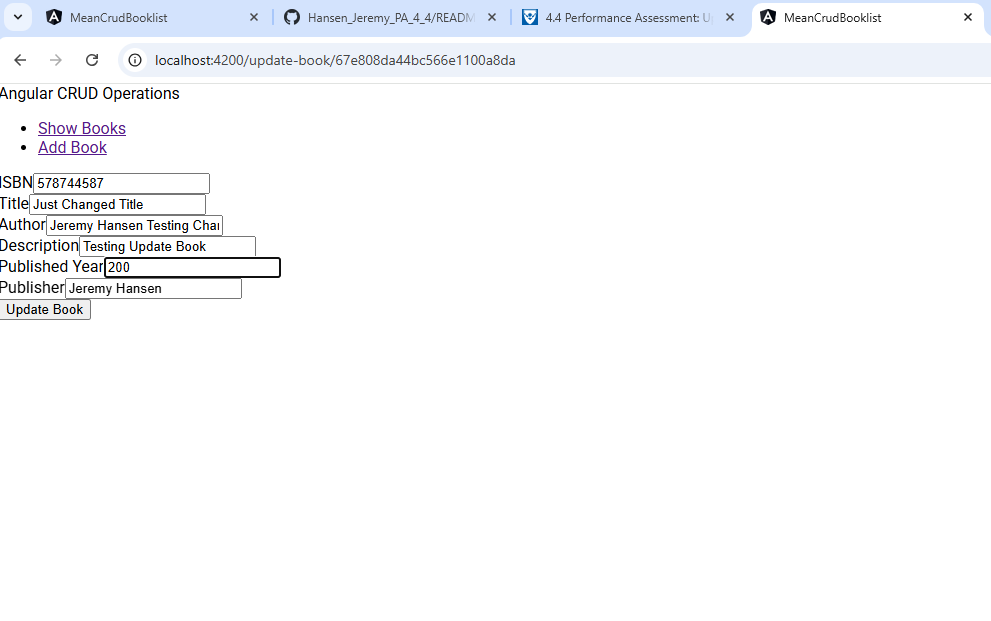 MeanCrudBooklist
Hansen_Jeremy_PA_4_4/READM
4.4 Performance Assessment: U
MeanCrudBooklist
localhost:4200/update-book/67e808da44bc566e1100a8da
Angular CRUD Operations
Show Books
Add Book
ISBN 578744587
Title Just Changed Title
Author Jeremy Hansen Testing Cha
Description Testing Update Book
Published Year 200
Publisher Jeremy Hansen
Update Book